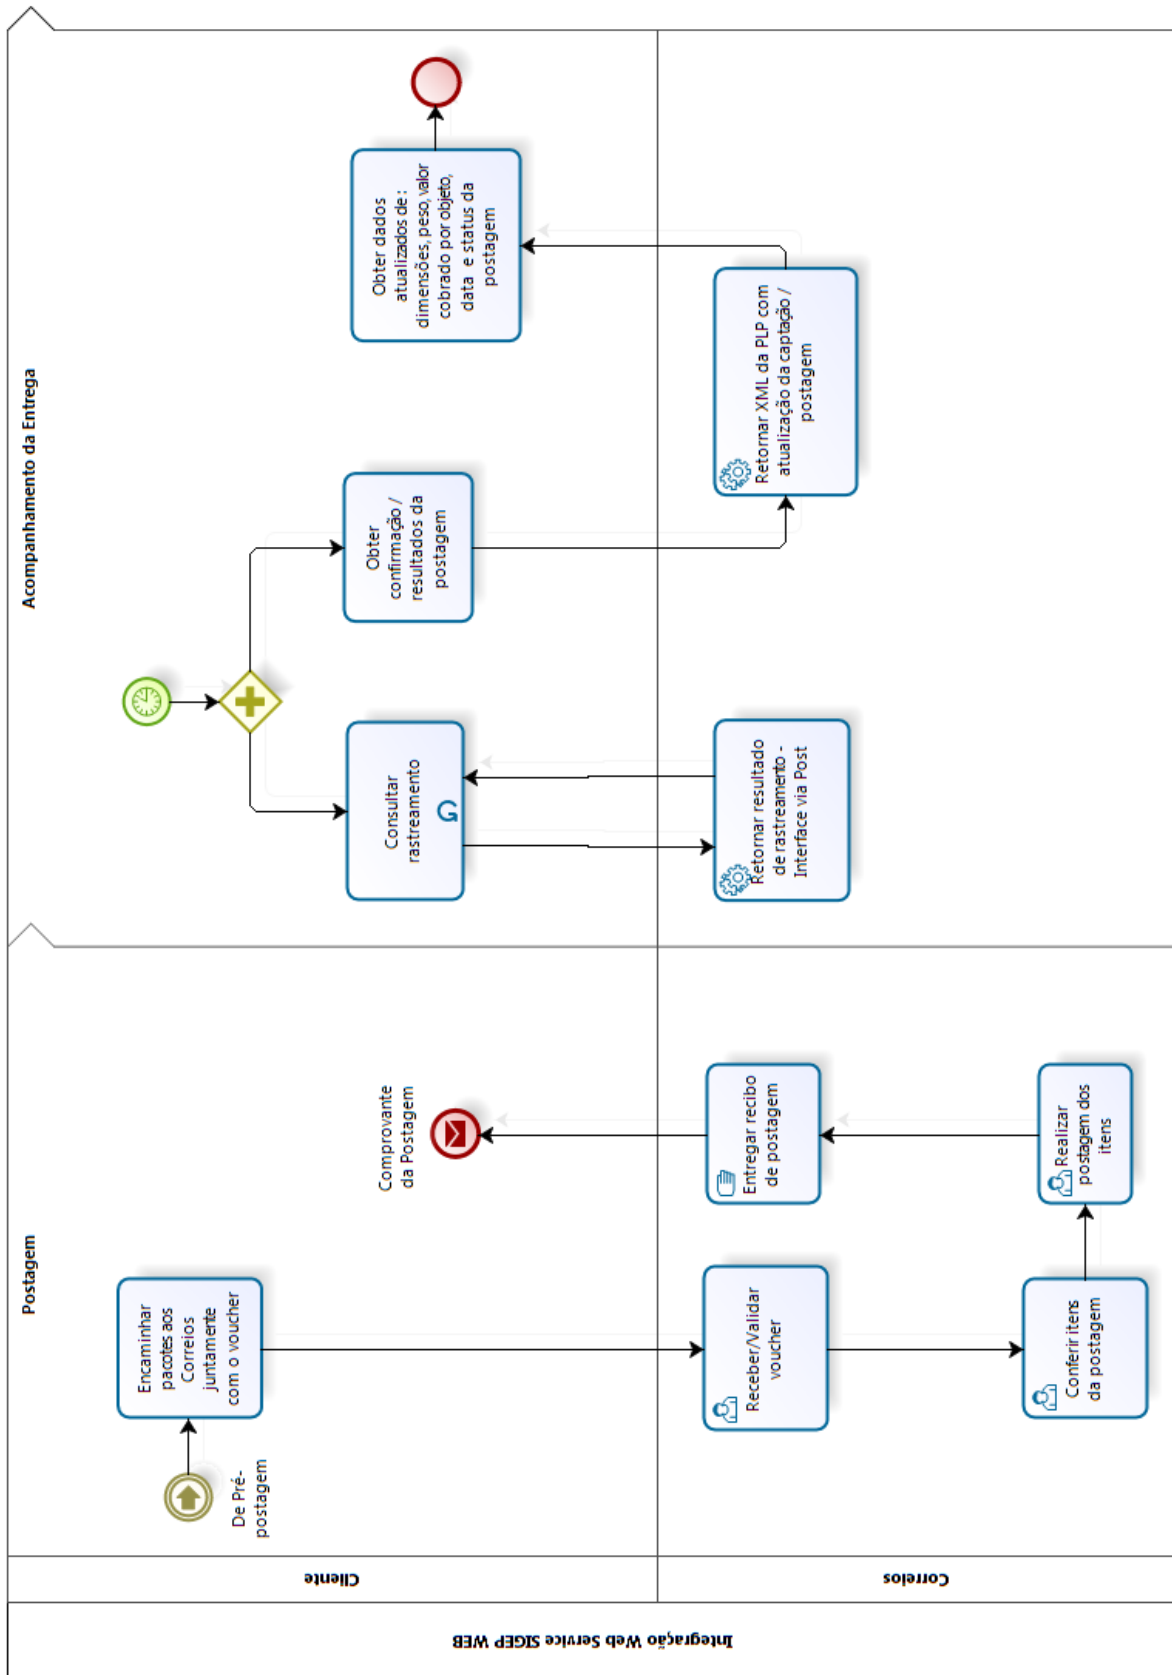 Integração Web Service SIGEP WEB
Cliente
Correios
Postagem
De Pré-
postagem
Encaminhar
pacotes aos
Correios
juntamente
com o voucher
Comprovante
da Postagem
Receber/Validar
voucher
Conferir itens
da postagem
Realizar
postagem dos
itens
Entregar recibo
de postagem
Acompanhamento da Entrega
Consultar
rastreamento
Obter
confirmação /
resultados da
postagem
Obter dados
atualizados de :
dimensões, peso, valor
cobrado por objeto,
data e status da
postagem
Retornar resultado
de rastreamento -
Interface via Post
Retornar XML da PLP com
atualização da captação /
postagem